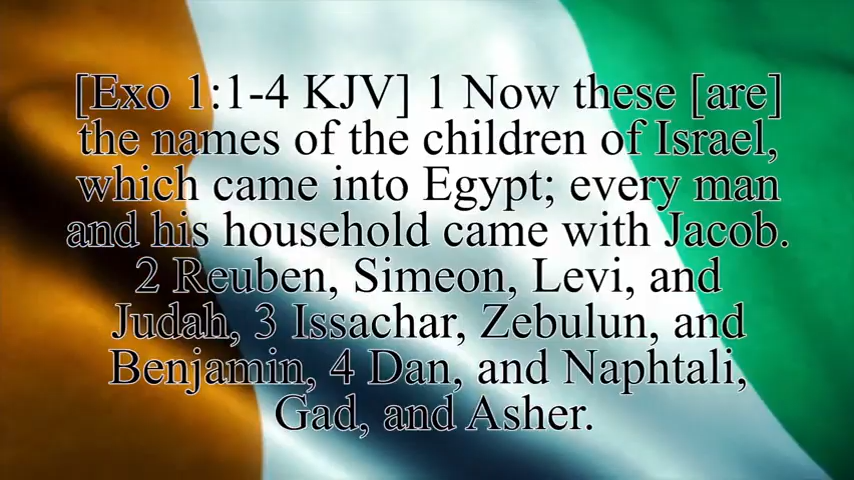 [Exo 1:1-4 KJV] 1 Now these [are]
the names of the children of Israel,
which came into Egypt; every man
and his household came with Jacob.
2 Reuben, Simeon, Levi, and
Judah, 3 Issachar, Zebulun, and
Benjamin, 4 Dan, and Naphtali,
Gad, and Asher.